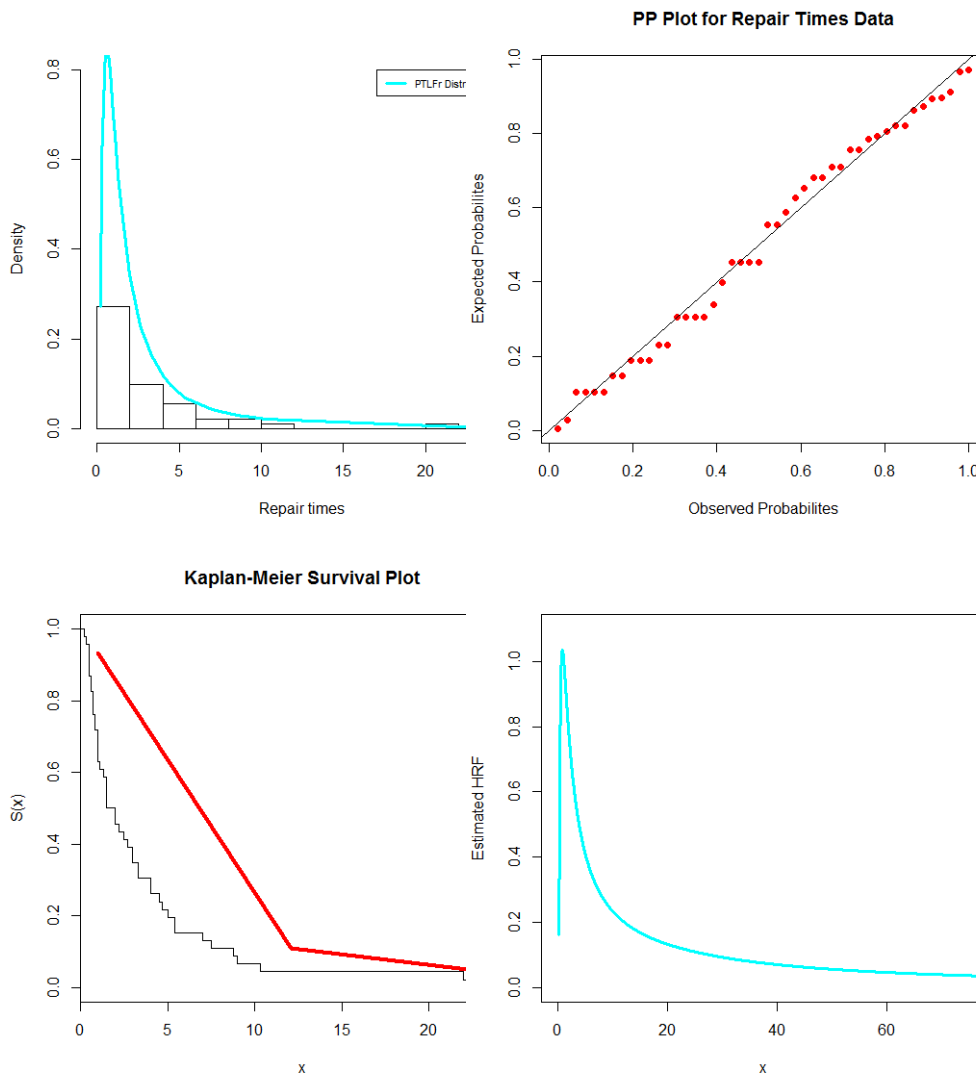 PP Plot for Repair Times Data
PTLFr Distr
Density
0.0 0.2 0.4 0.6 0.8
0 5 10 15 20
Repair times
Expected Probabilites
0.0 0.2 0.4 0.6 0.8 1.0
0.0 0.2 0.4 0.6 0.8 1.0
Observed Probabilites
Kaplan-Meier Survival Plot
S(x)
0.0 0.2 0.4 0.6 0.8 1.0
0 5 10 15 20
x
Estimated HRF
0.0 0.2 0.4 0.6 0.8 1.0
0 20 40 60
x